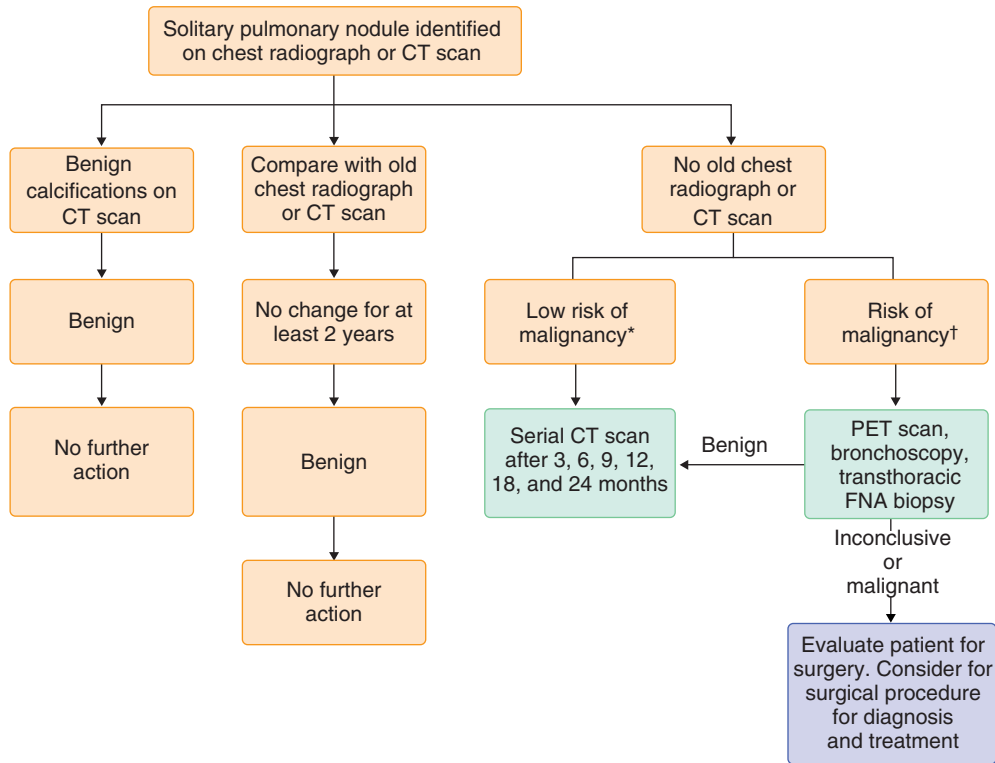 Solitary pulmonary nodule identified
on chest radiograph or CT scan
Benign
calcifications on
CT scan
Compare with old
chest radiograph
or CT scan
No old chest
radiograph or
CT scan
Benign
No change for at
least 2 years
Low risk of
malignancy*
Risk of
malignancy†
No further
action
Benign
Serial CT scan
after 3, 6, 9, 12,
18, and 24 months
Benign
PET scan,
bronchoscopy,
transthoracic
FNA biopsy
No further
action
Inconclusive
or
malignant
Evaluate patient for
surgery. Consider for
surgical procedure
for diagnosis
and treatment